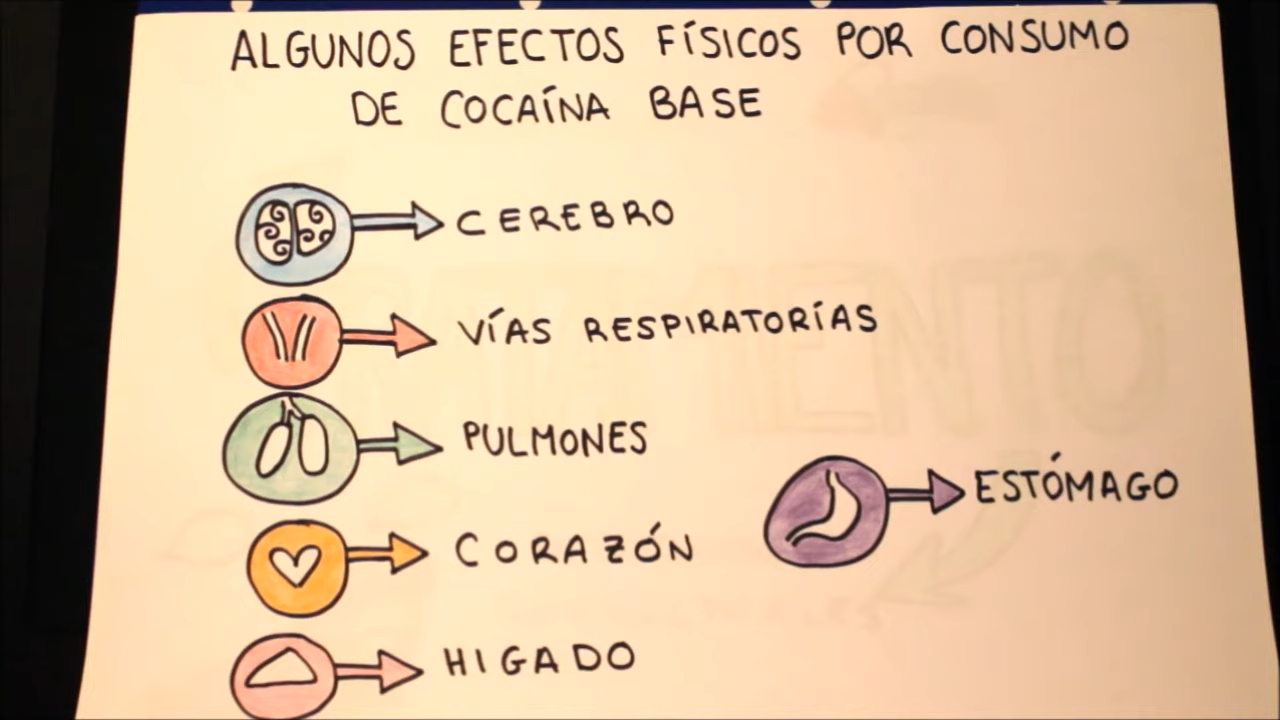 ALGUNOS EFECTOS FÍSICOS POR CONSUMO
DE COCAÍNA BASE
CEREBRO
VÍAS RESPIRATORÍAS
PULMONES
ESTÓMAGO
CORAZÓN
HIGADO